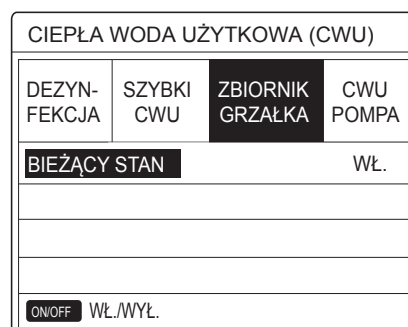 CIEPŁA WODA UŻYTKOWA (CWU)
DEZYN-
FEKCJA
SZYBKI
CWU
ZBIORNIK
GRZAŁKA
CWU
POMPA
BIEŻĄCY STAN WŁ.
ON/OFF WŁ./WYŁ.